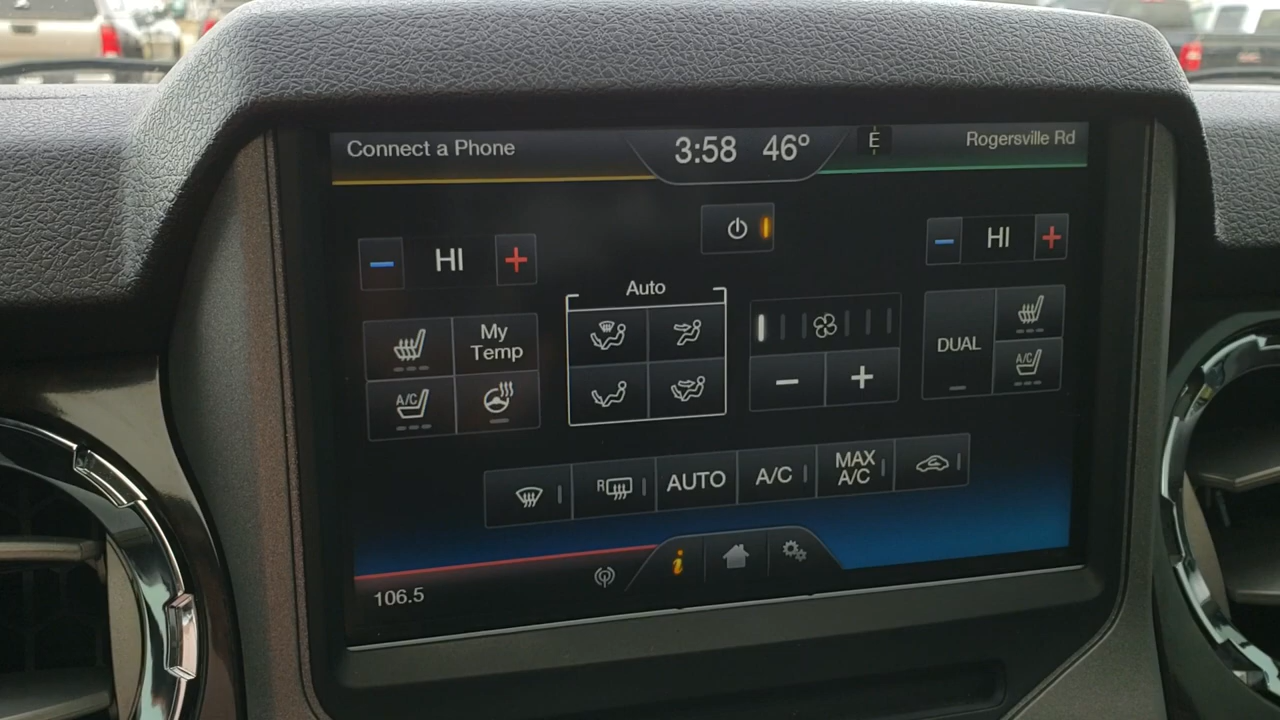 Connect a Phone
3:58 46°
E
Rogersville Rd
HI
HI
Auto
My
Temp
A/C
DUAL
A/C
R
AUTO
A/C
MAX
A/C
i
106.5